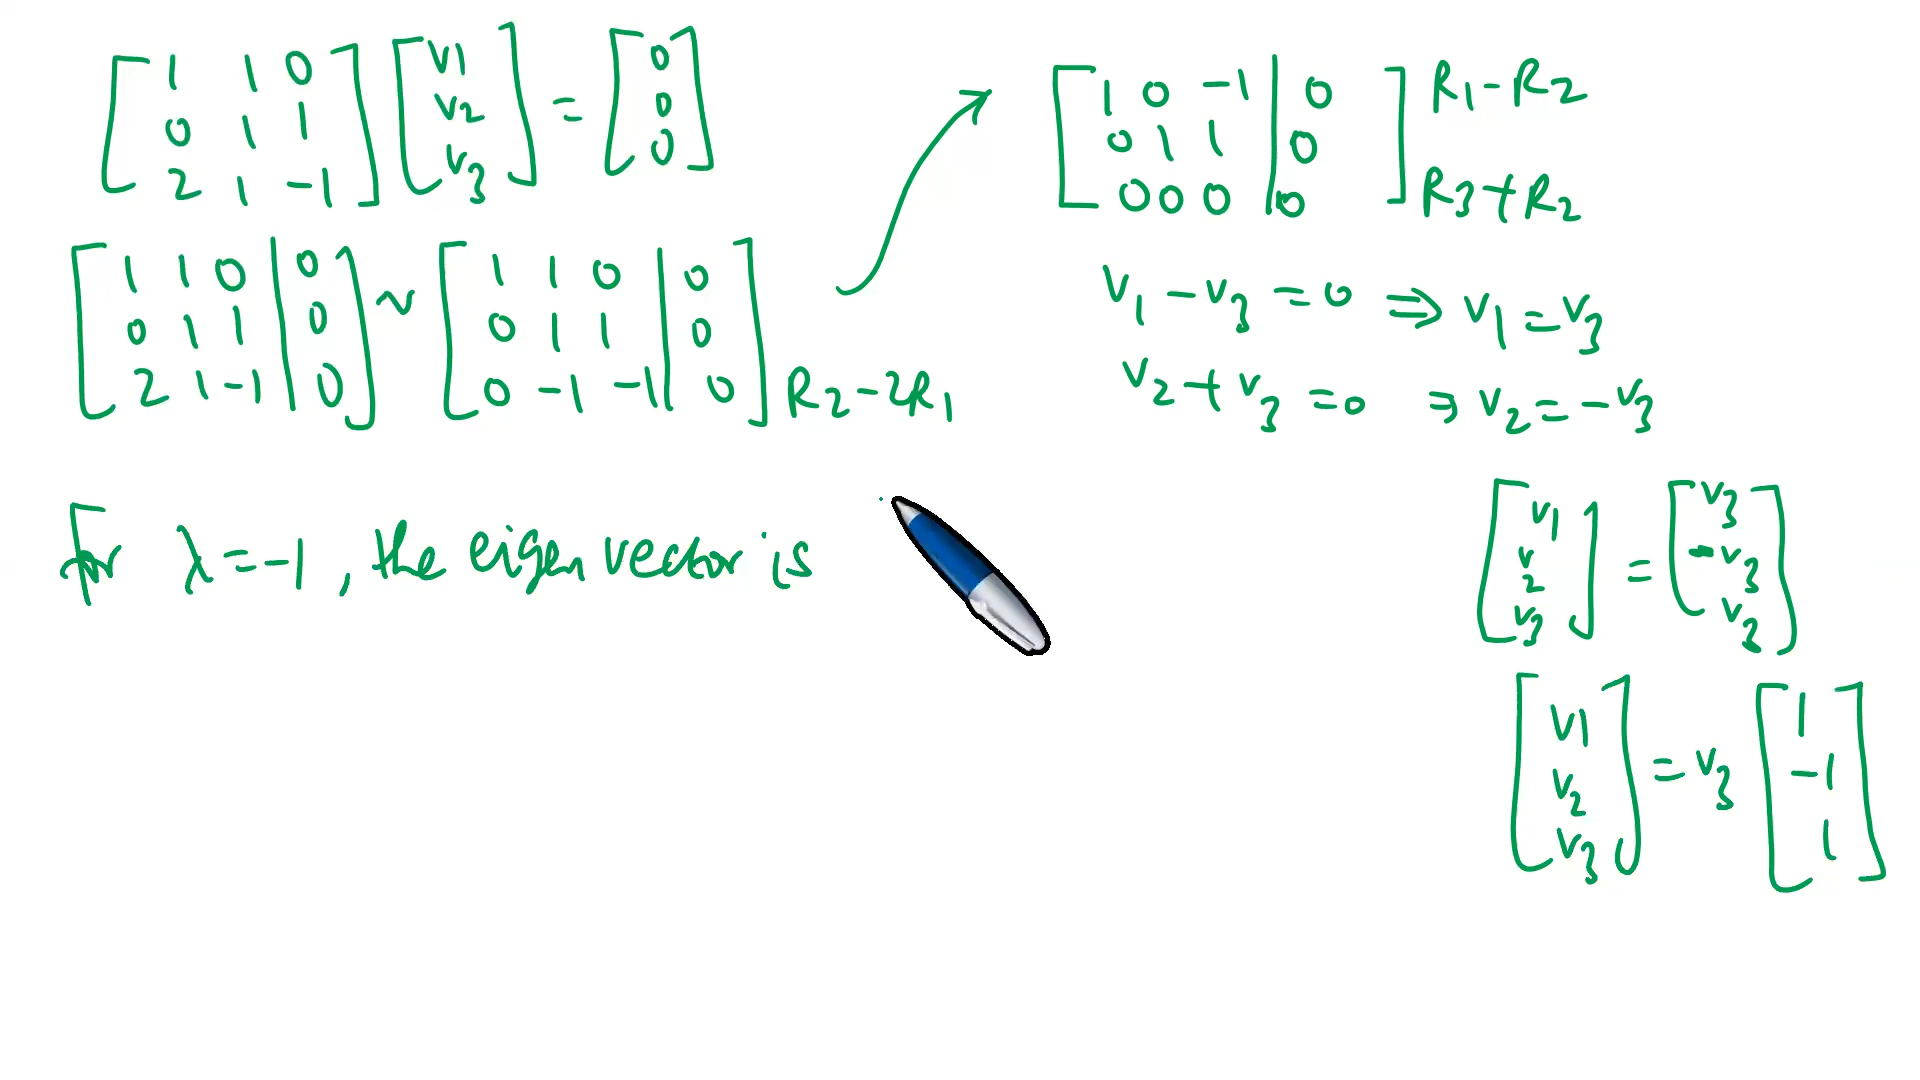 [1 1 0; 0 1 1; 2 1 -1] [v1; v2; v3] = [0; 0; 0]
[1 1 0 | 0; 0 1 1 | 0; 2 1 -1 | 0] ~ [1 1 0 | 0; 0 1 1 | 0; 0 -1 -1 | 0] R2-2R1
[1 0 -1 | 0; 0 1 1 | 0; 0 0 0 | 0] R1-R2 R3+R2
v1 - v3 = 0 ⇒ v1 = v3
v2 + v3 = 0 ⇒ v2 = -v3
[v1; v2; v3] = [v3; -v3; v3]
[v1; v2; v3] = v3 [1; -1; 1]
For λ = -1, the eigen vector is